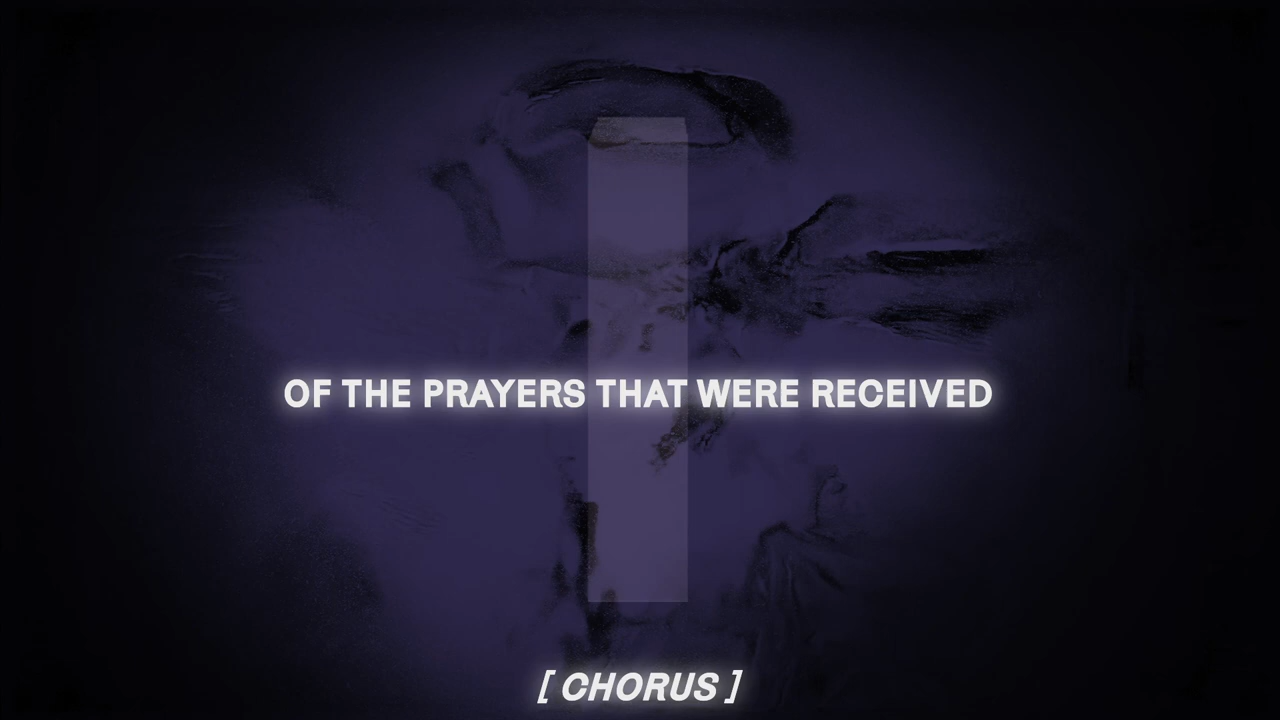 OF THE PRAYERS THAT WERE RECEIVED
[ CHORUS ]